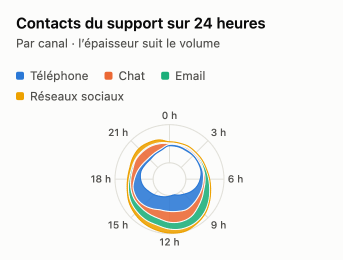 Contacts du support sur 24 heures
Par canal · l’épaisseur suit le volume
Téléphone Chat Email
Réseaux sociaux
0 h
21 h 3 h
18 h 6 h
15 h 9 h
12 h